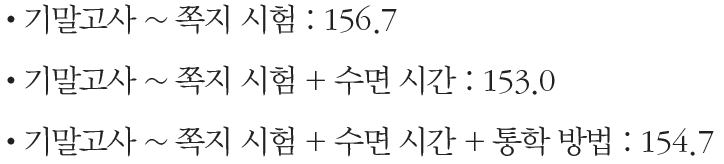 • 기말고사 ~ 쪽지 시험 : 156.7
• 기말고사 ~ 쪽지 시험 + 수면 시간 : 153.0
• 기말고사 ~ 쪽지 시험 + 수면 시간 + 통학 방법 : 154.7